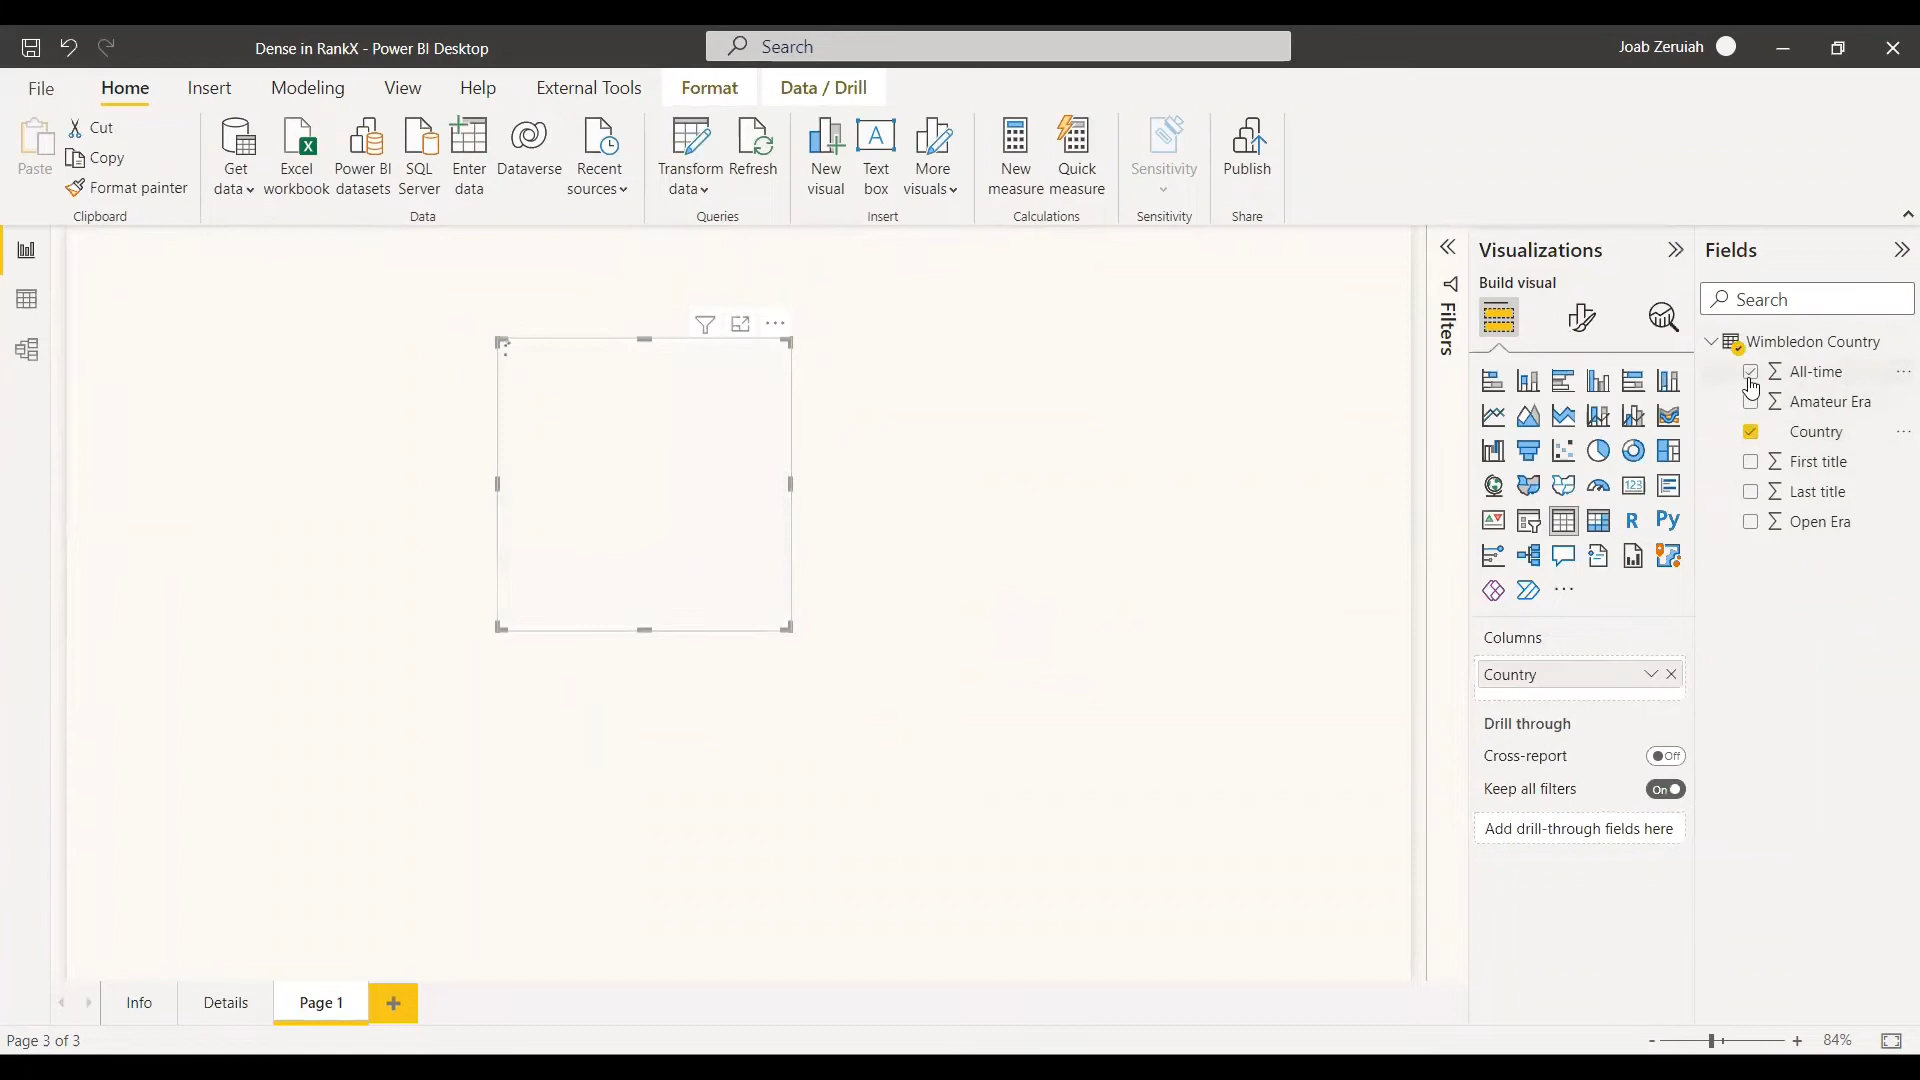 Dense in RankX - Power BI Desktop
Search
Joab Zeruiah
File
Home
Insert
Modeling
View
Help
External Tools
Format
Data / Drill
Paste
Cut
Copy
Format painter
Clipboard
Get data
Excel workbook
Power BI datasets
SQL Server
Enter data
Dataverse
Recent sources
Data
Transform data
Refresh
Queries
New visual
Text box
More visuals
Insert
New measure
Quick measure
Calculations
Sensitivity
Sensitivity
Publish
Share
Filters
Visualizations
Build visual
123
R
Py
Columns
Country
Drill through
Cross-report
Off
Keep all filters
On
Add drill-through fields here
Fields
Search
Wimbledon Country
All-time
Amateur Era
Country
First title
Last title
Open Era
Info
Details
Page 1
Page 3 of 3
84%